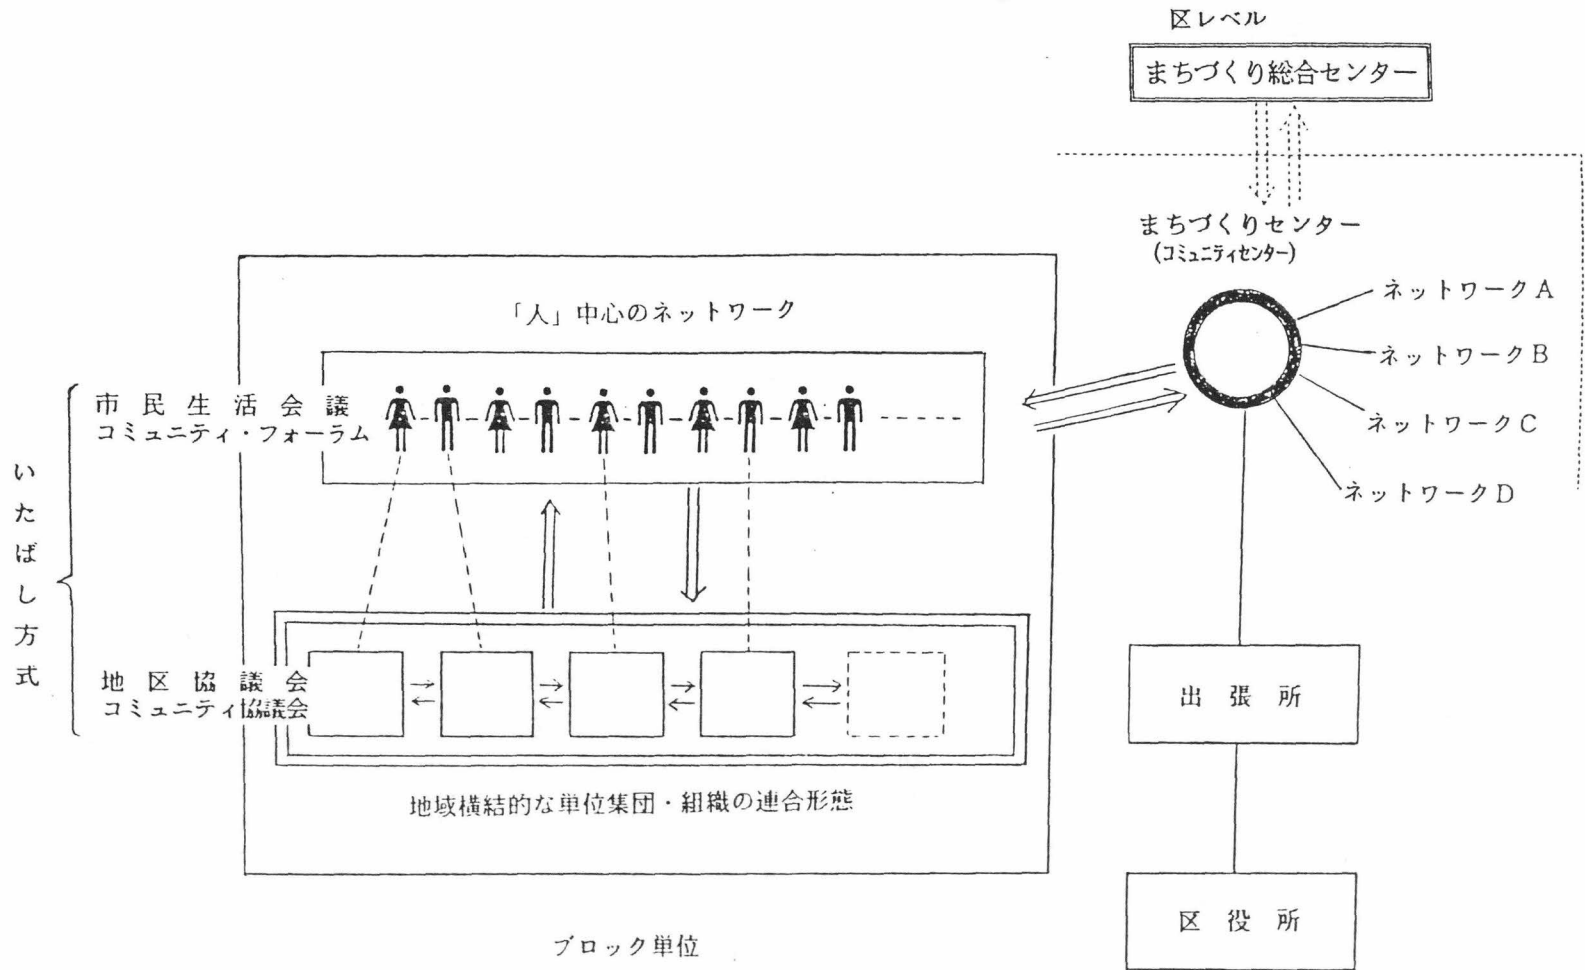 区レベル
まちづくり総合センター
まちづくりセンター
(コミュニティセンター)
ネットワークA
ネットワークB
ネットワークC
ネットワークD
「人」中心のネットワーク
市民生活会議
コミュニティ・フォーラム
いたばし方式
地区協議会
コミュニティ協議会
地域横結的な単位集団・組織の連合形態
出張所
区役所
ブロック単位